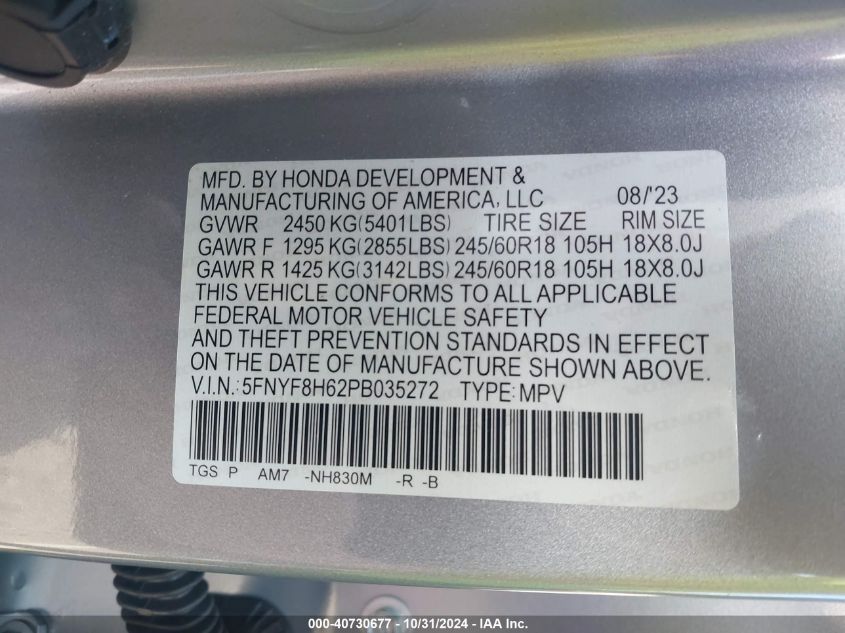 MFD. BY HONDA DEVELOPMENT &
MANUFACTURING OF AMERICA, LLC 08/'23
GVWR 2450 KG(5401LBS) TIRE SIZE RIM SIZE
GAWR F 1295 KG(2855LBS) 245/60R18 105H 18X8.0J
GAWR R 1425 KG(3142LBS) 245/60R18 105H 18X8.0J
THIS VEHICLE CONFORMS TO ALL APPLICABLE
FEDERAL MOTOR VEHICLE SAFETY
AND THEFT PREVENTION STANDARDS IN EFFECT
ON THE DATE OF MANUFACTURE SHOWN ABOVE.
V.I.N.: 5FNYF8H62PB035272 TYPE: MPV
TGS P AM7 -NH830M -R -B
000-40730677 - 10/31/2024 - IAA Inc.